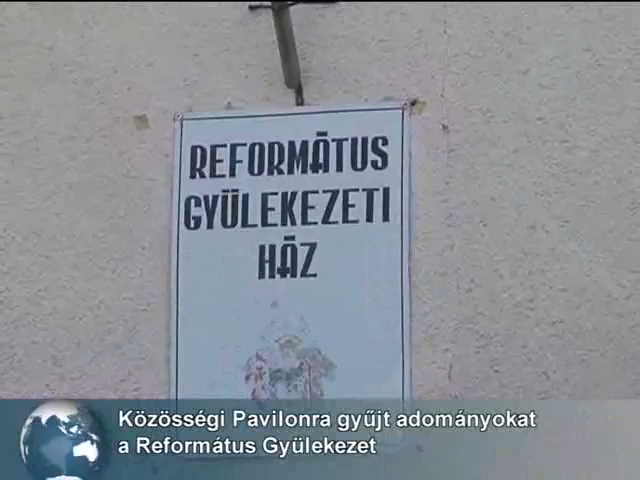 REFORMÁTUS
GYÜLEKEZETI
HÁZ
Közösségi Pavilonra gyűjt adományokat
a Református Gyülekezet